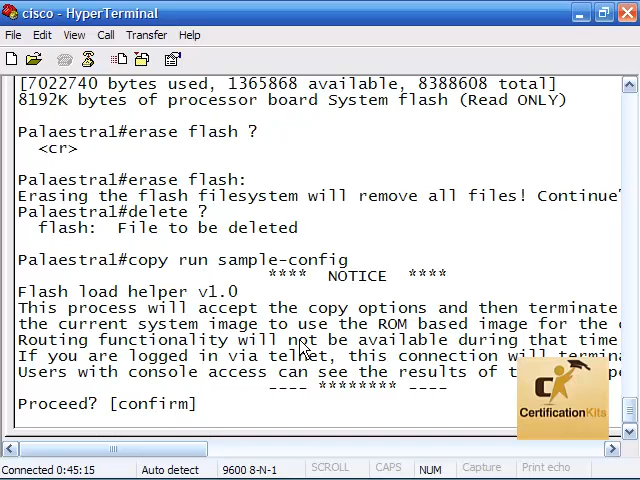 cisco - HyperTerminal
File Edit View Call Transfer Help
[7022740 bytes used, 1365868 available, 8388608 total]
8192K bytes of processor board System flash (Read ONLY)
Palaestra1#erase flash ?
<cr>
Palaestra1#erase flash:
Erasing the flash filesystem will remove all files! Continue?
Palaestra1#delete ?
flash: File to be deleted
Palaestra1#copy run sample-config
**** NOTICE ****
Flash load helper v1.0
This process will accept the copy options and then terminate
the current system image to use the ROM based image for the
Routing functionality will not be available during that time
If you are logged in via telnet, this connection will
Users with console access can see the results of
---- ******** ----
Proceed? [confirm]
CK
CertificationKits
Connected 0:45:15 Auto detect 9600 8-N-1 SCROLL CAPS NUM Capture Print echo